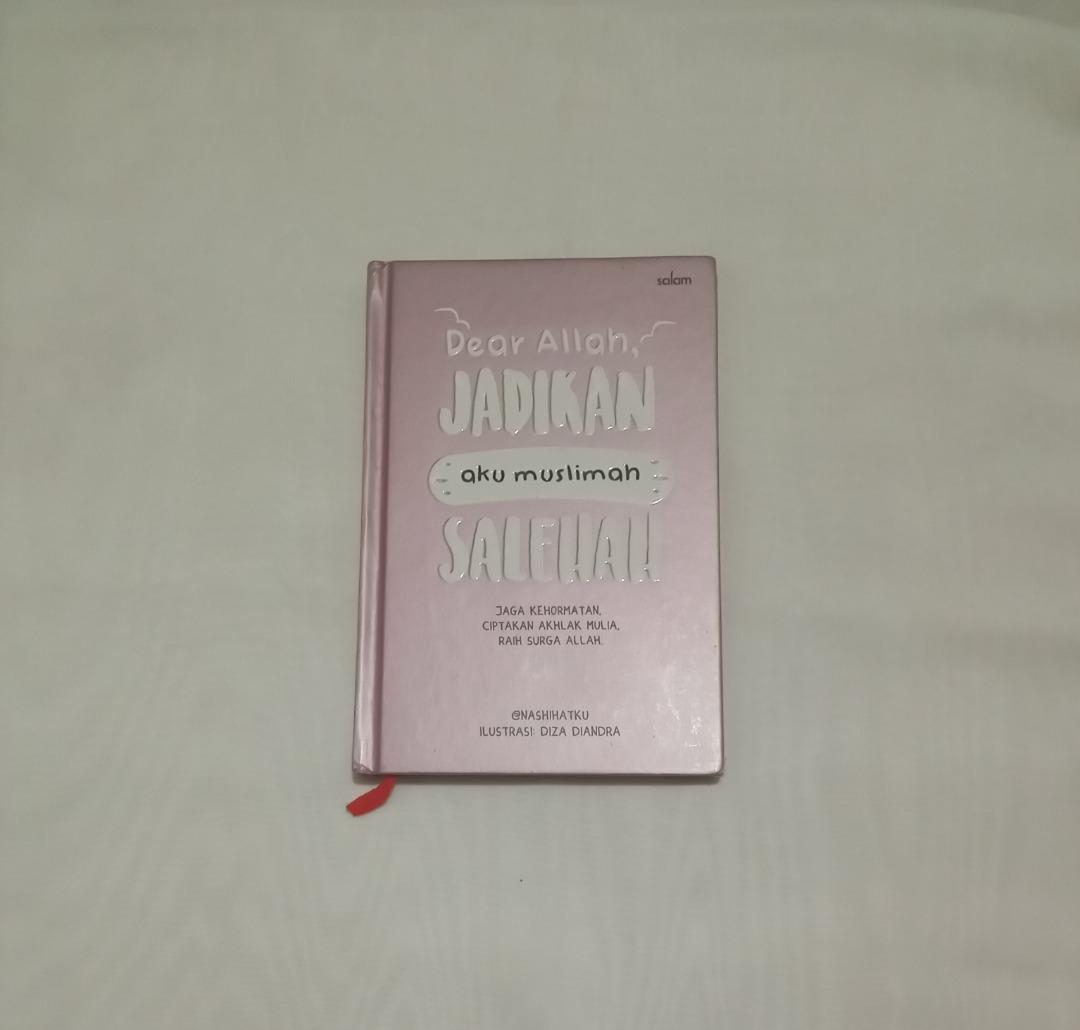 salam
Dear Allah,
JADIKAN
aku muslimah
SALEHAH
JAGA KEHORMATAN,
CIPTAKAN AKHLAK MULIA,
RAIH SURGA ALLAH.
@NASHIHATKU
ILUSTRASI: DIZA DIANDRA